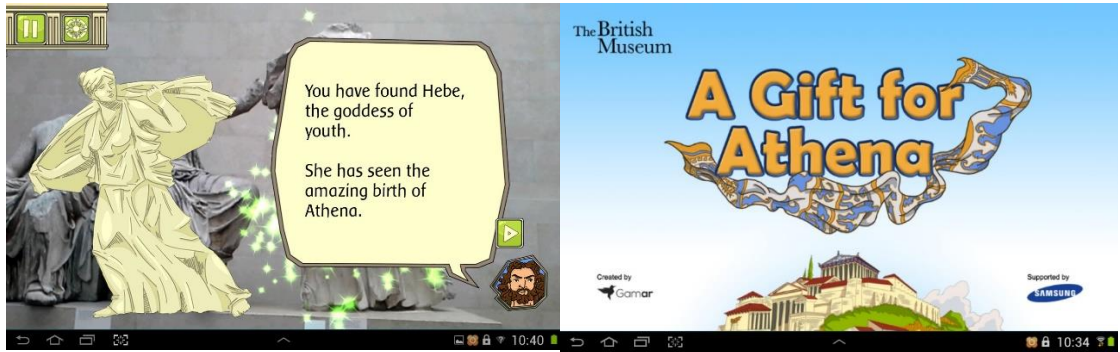 You have found Hebe,
the goddess of
youth.
She has seen the
amazing birth of
Athena.
10:40
The British
Museum
A Gift for
Athena
Created by
Gamar
Supported by
SAMSUNG
10:34